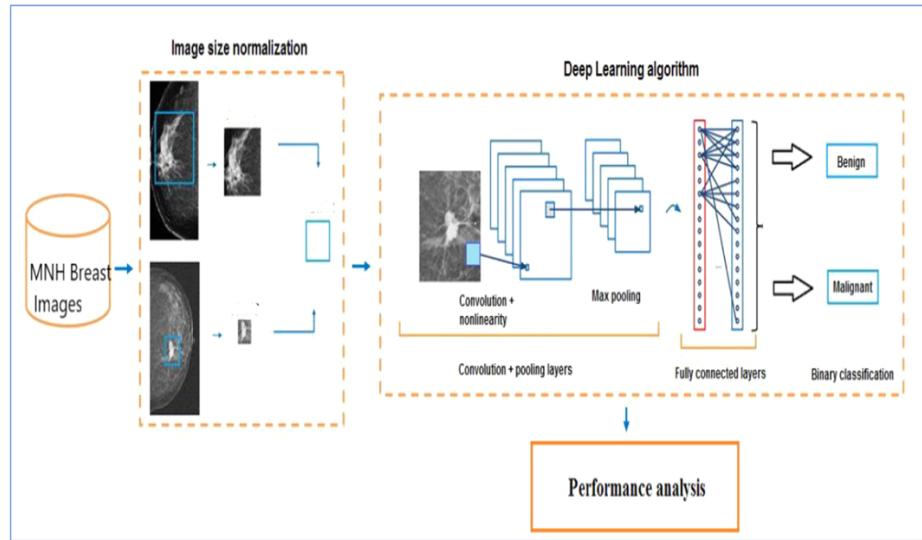 Image size normalization
Deep Learning algorithm
MNH Breast
Images
Convolution +
nonlinearity
Max pooling
Benign
Malignant
Convolution + pooling layers
Fully connected layers
Binary classification
Performance analysis